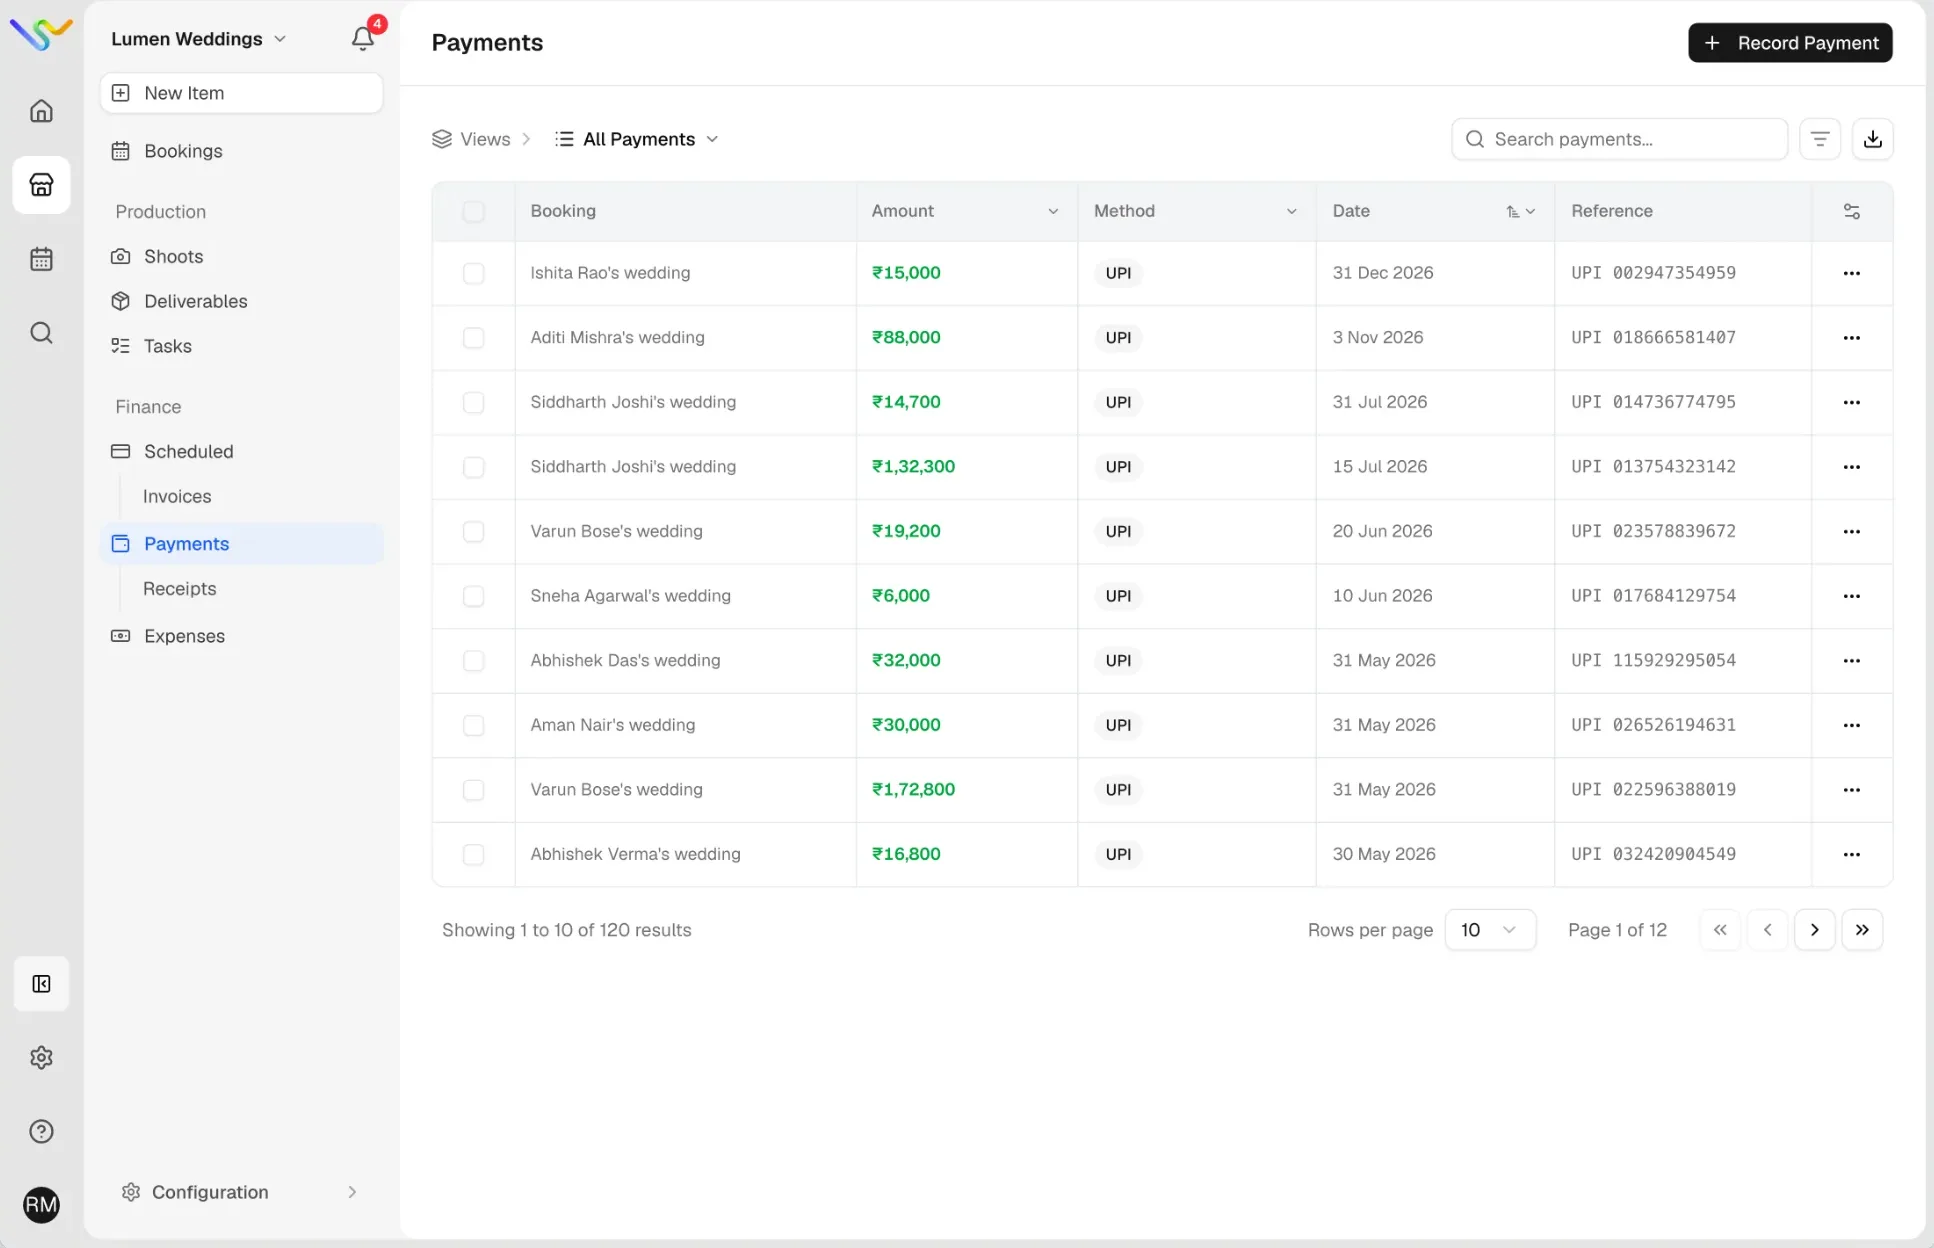 Lumen Weddings
4
New Item
Bookings
Production
Shoots
Deliverables
Tasks
Finance
Scheduled
Invoices
Payments
Receipts
Expenses
Configuration
RM
Payments
Record Payment
Views
All Payments
Search payments...
Booking Amount Method Date Reference
Ishita Rao's wedding ₹15,000 UPI 31 Dec 2026 UPI 002947354959
Aditi Mishra's wedding ₹88,000 UPI 3 Nov 2026 UPI 018666581407
Siddharth Joshi's wedding ₹14,700 UPI 31 Jul 2026 UPI 014736774795
Siddharth Joshi's wedding ₹1,32,300 UPI 15 Jul 2026 UPI 013754323142
Varun Bose's wedding ₹19,200 UPI 20 Jun 2026 UPI 023578839672
Sneha Agarwal's wedding ₹6,000 UPI 10 Jun 2026 UPI 017684129754
Abhishek Das's wedding ₹32,000 UPI 31 May 2026 UPI 115929295054
Aman Nair's wedding ₹30,000 UPI 31 May 2026 UPI 026526194631
Varun Bose's wedding ₹1,72,800 UPI 31 May 2026 UPI 022596388019
Abhishek Verma's wedding ₹16,800 UPI 30 May 2026 UPI 032420904549
Showing 1 to 10 of 120 results
Rows per page 10 Page 1 of 12